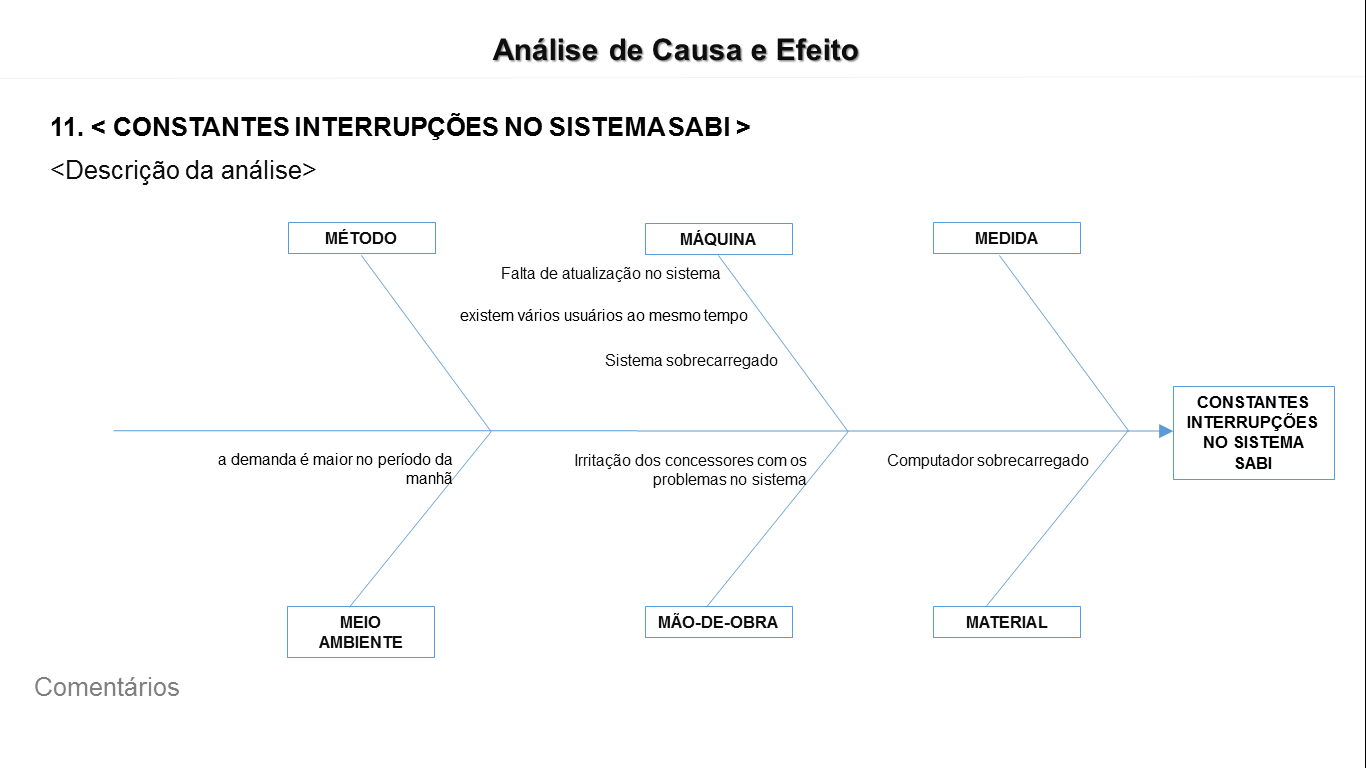 Análise de Causa e Efeito
11. < CONSTANTES INTERRUPÇÕES NO SISTEMA SABI >
<Descrição da análise>
MÉTODO
MÁQUINA
MEDIDA
Falta de atualização no sistema
existem vários usuários ao mesmo tempo
Sistema sobrecarregado
CONSTANTES
INTERRUPÇÕES
NO SISTEMA
SABI
a demanda é maior no período da
manhã
Irritação dos concessores com os
problemas no sistema
Computador sobrecarregado
MEIO
AMBIENTE
MÃO-DE-OBRA
MATERIAL
Comentários